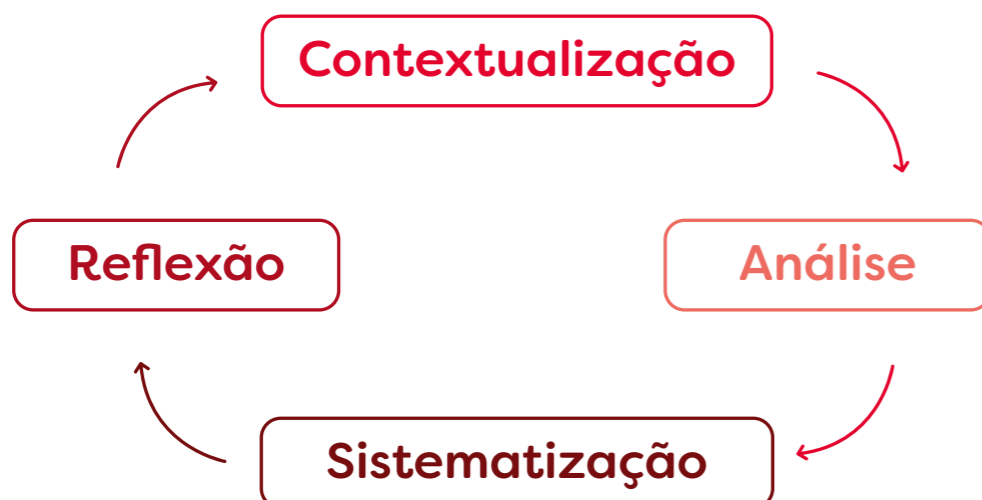 Contextualização
Reflexão
Análise
Sistematização